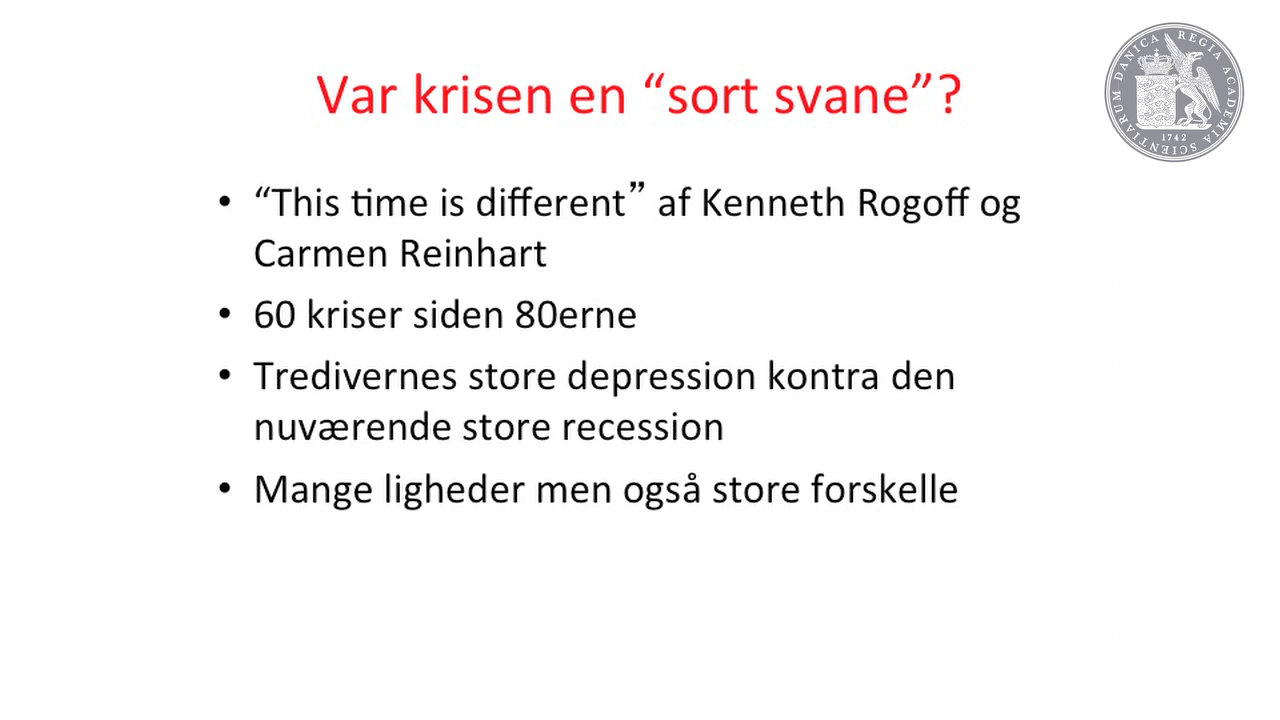 Var krisen en “sort svane”?
• “This time is different” af Kenneth Rogoff og
Carmen Reinhart
• 60 kriser siden 80erne
• Tredivernes store depression kontra den
nuværende store recession
• Mange ligheder men også store forskelle
REGIA ACADEMIA SCIENTIARUM DANICA
1742